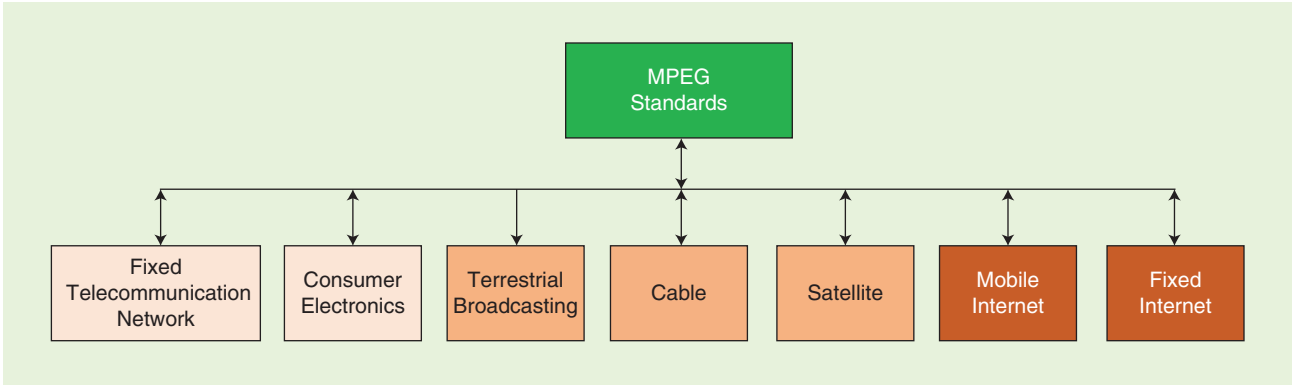 MPEG
Standards
Fixed
Telecommunication
Network
Consumer
Electronics
Terrestrial
Broadcasting
Cable
Satellite
Mobile
Internet
Fixed
Internet